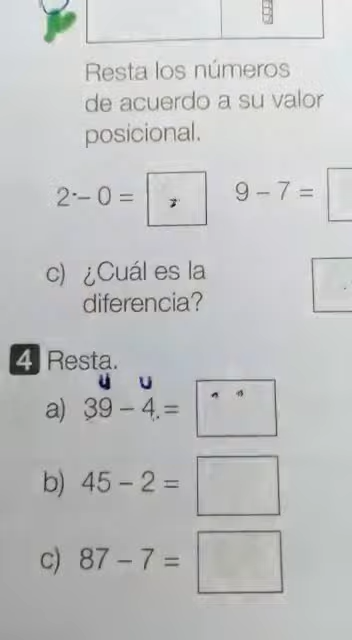 Resta los números
de acuerdo a su valor
posicional.
2 - 0 = 9 - 7 =
c) ¿Cuál es la
diferencia?
4 Resta.
u u
a) 39 - 4 =
b) 45 - 2 =
c) 87 - 7 =